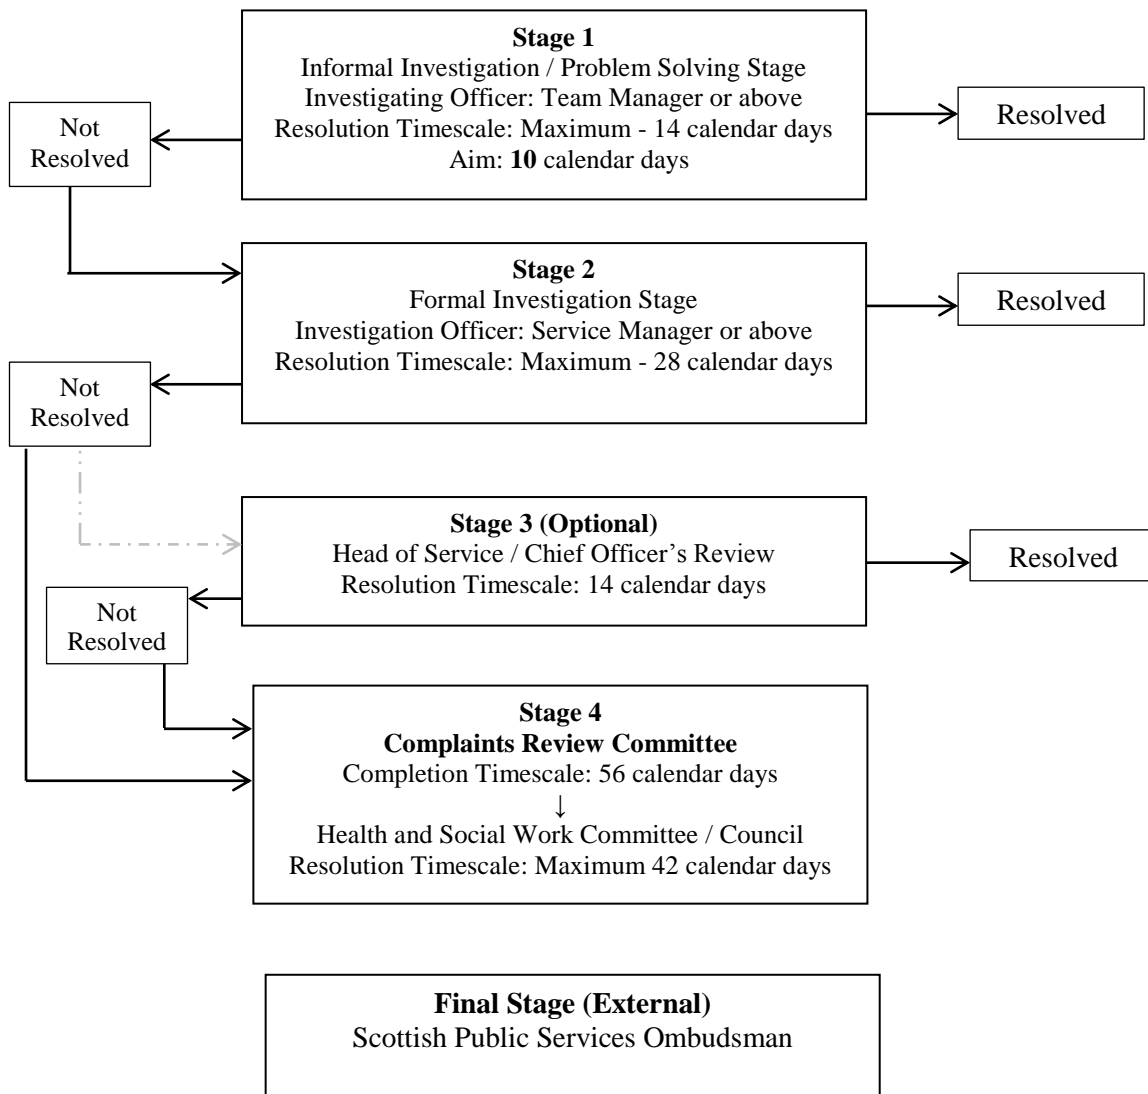 Stage 1
Informal Investigation / Problem Solving Stage
Investigating Officer: Team Manager or above
Resolution Timescale: Maximum - 14 calendar days
Aim: 10 calendar days
Resolved
Not
Resolved
Stage 2
Formal Investigation Stage
Investigation Officer: Service Manager or above
Resolution Timescale: Maximum - 28 calendar days
Resolved
Not
Resolved
Stage 3 (Optional)
Head of Service / Chief Officer’s Review
Resolution Timescale: 14 calendar days
Resolved
Not
Resolved
Stage 4
Complaints Review Committee
Completion Timescale: 56 calendar days
↓
Health and Social Work Committee / Council
Resolution Timescale: Maximum 42 calendar days
Final Stage (External)
Scottish Public Services Ombudsman